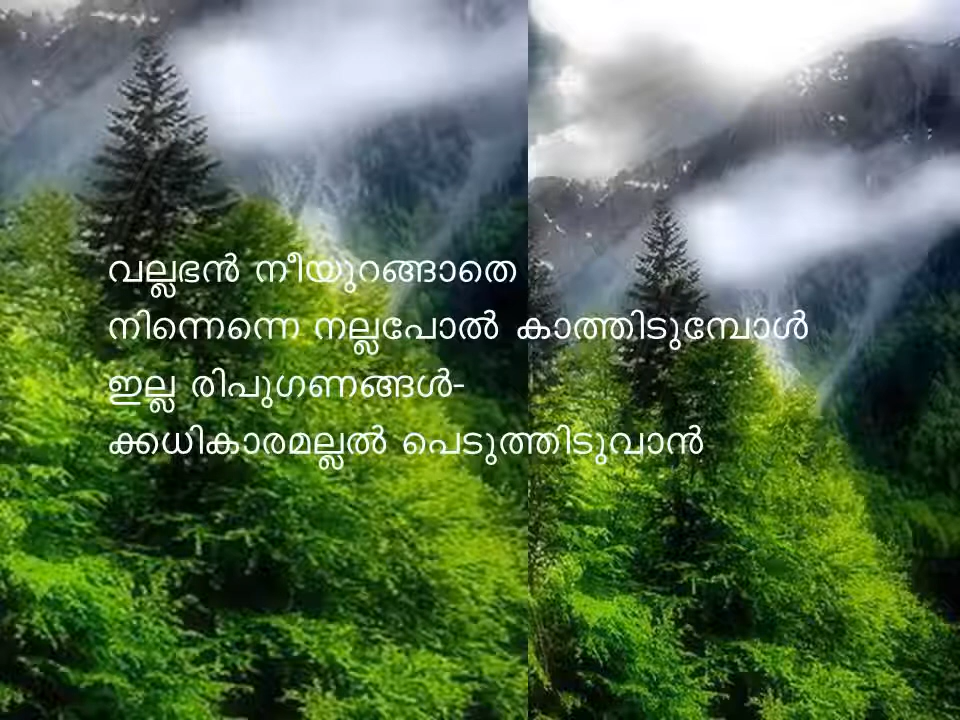 വല്ലഭൻ നീയുറങ്ങാതെ
നിന്നെന്നെ നല്ലപോൽ കാത്തിടുമ്പോൾ
ഇല്ല രിപുഗണങ്ങൾ-
ക്കധികാരമല്ലൽ പെടുത്തിടുവാൻ